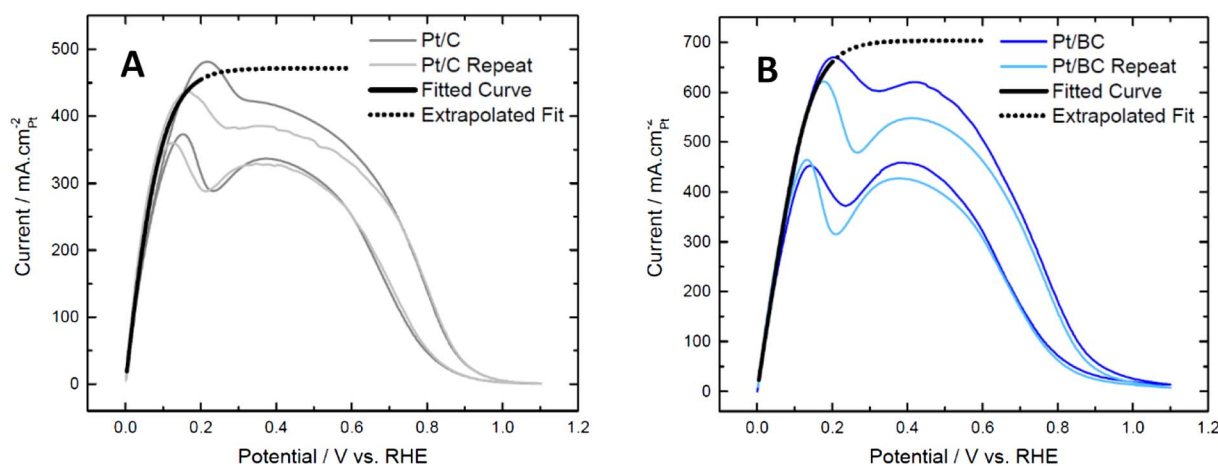 A
Pt/C
Pt/C Repeat
Fitted Curve
Extrapolated Fit
500
400
300
200
100
0
0.0 0.2 0.4 0.6 0.8 1.0 1.2
Current / mA.cm⁻²Pt
Potential / V vs. RHE
B
Pt/BC
Pt/BC Repeat
Fitted Curve
Extrapolated Fit
700
600
500
400
300
200
100
0
0.0 0.2 0.4 0.6 0.8 1.0 1.2
Current / mA.cm⁻²Pt
Potential / V vs. RHE